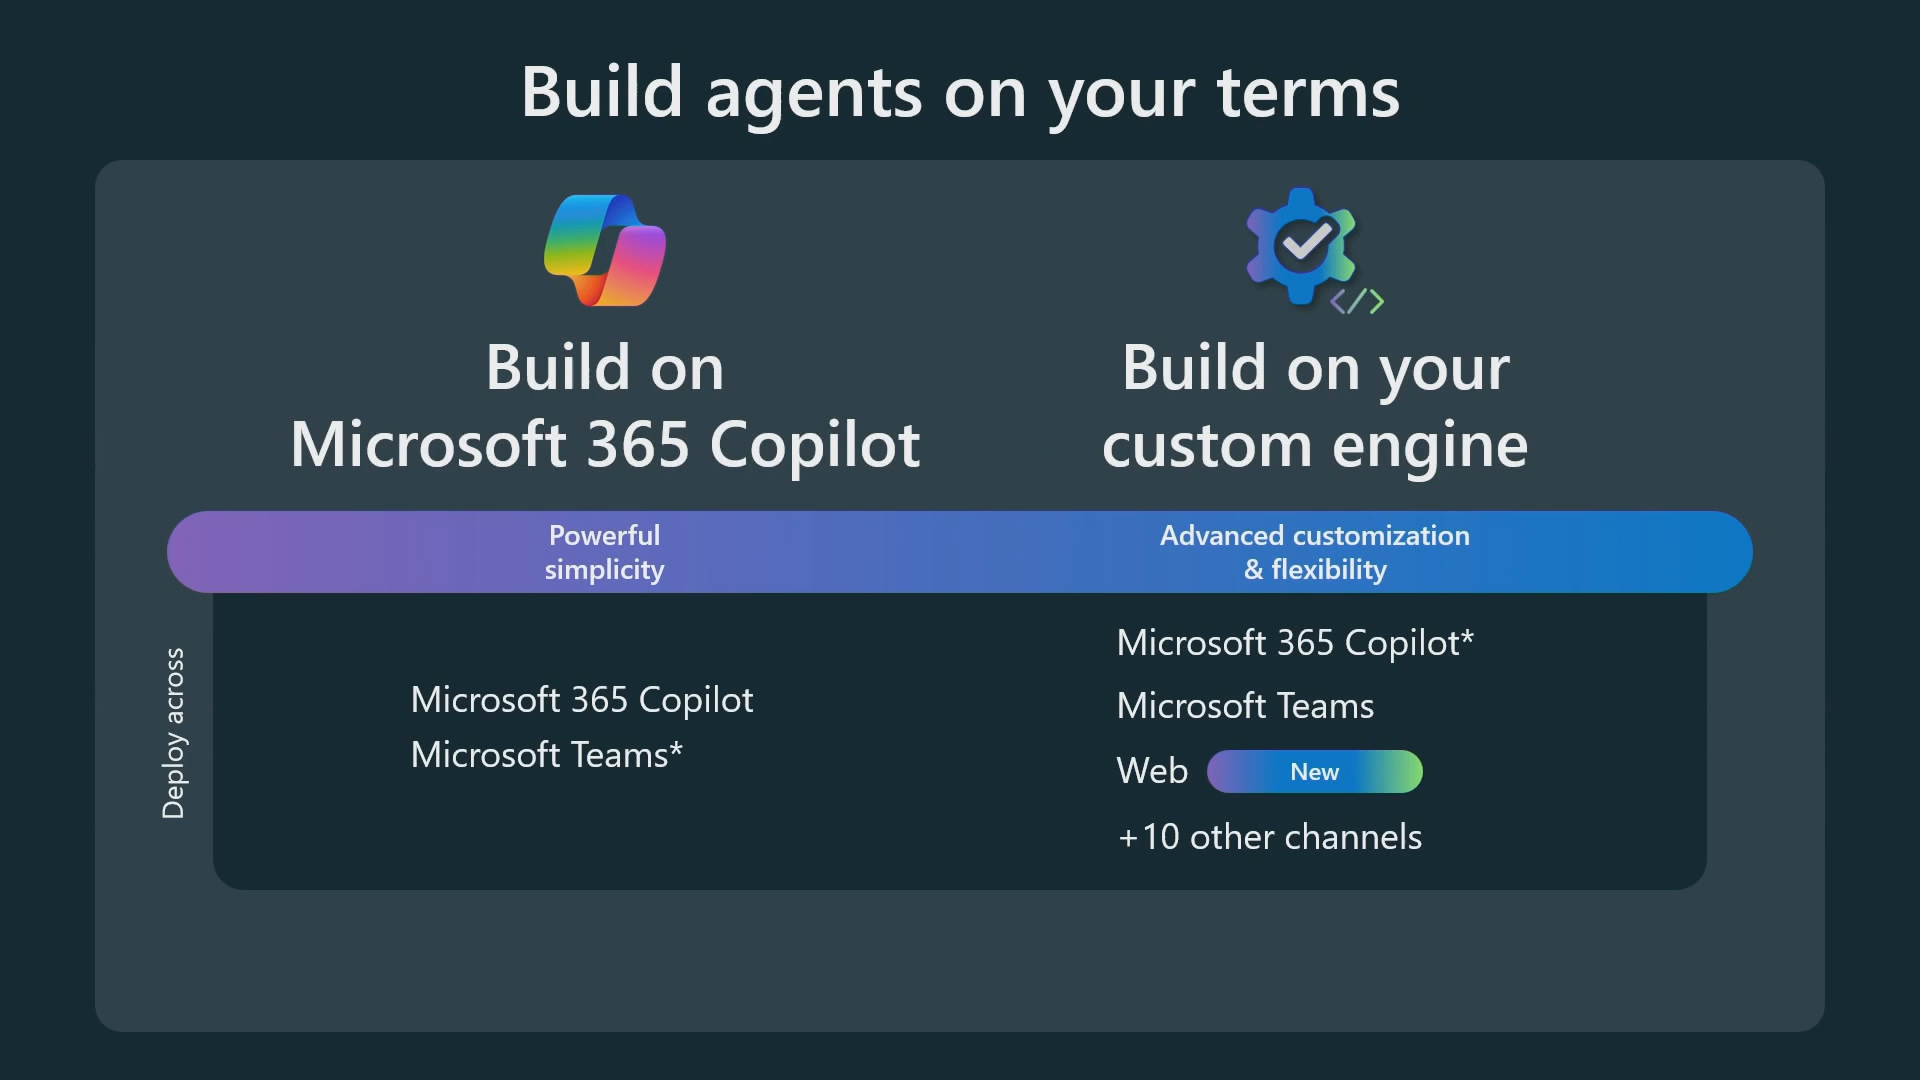 Build agents on your terms
Build on
Microsoft 365 Copilot
Build on your
custom engine
Powerful
simplicity
Advanced customization
& flexibility
Deploy across
Microsoft 365 Copilot
Microsoft Teams*
Microsoft 365 Copilot*
Microsoft Teams
Web New
+10 other channels